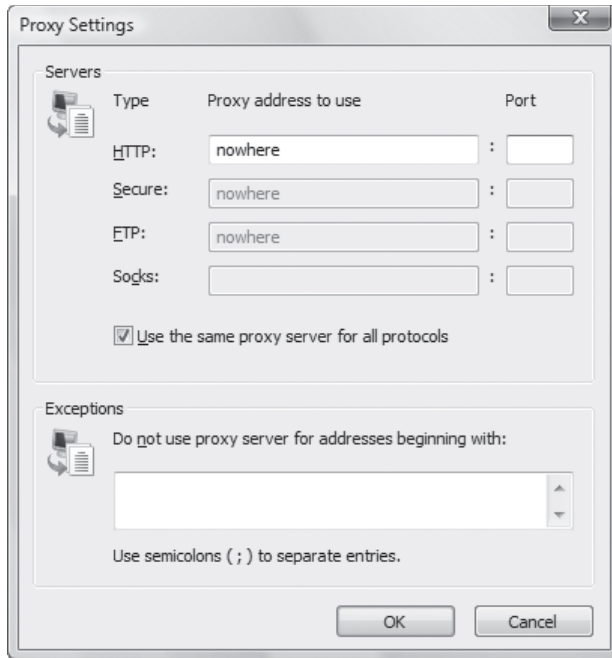 Proxy Settings
Servers
Type Proxy address to use Port
HTTP: nowhere :
Secure: nowhere :
FTP: nowhere :
Socks: :
Use the same proxy server for all protocols
Exceptions
Do not use proxy server for addresses beginning with:
Use semicolons ( ; ) to separate entries.
OK Cancel